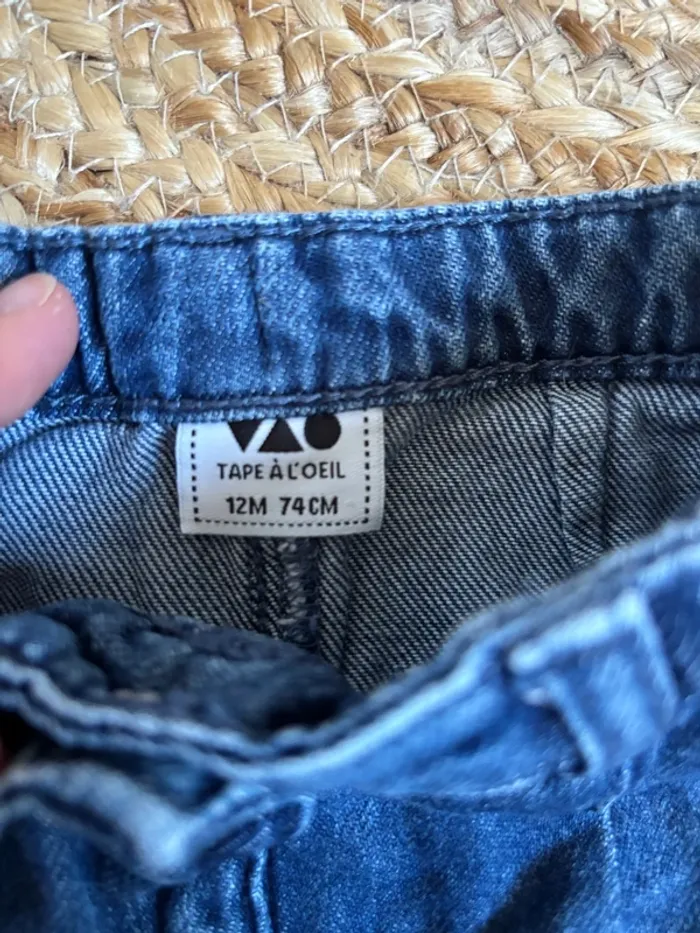 TAPE À L'OEIL
12M 74CM